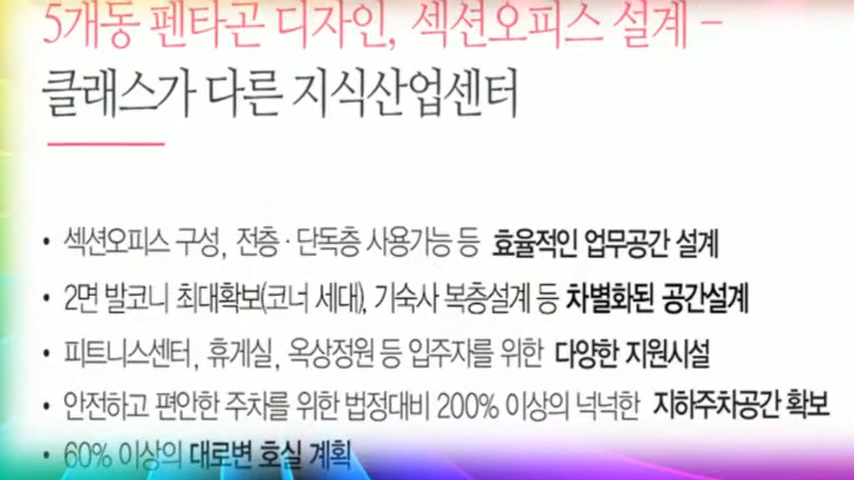 5개동 펜타곤 디자인, 섹션오피스 설계 –
클래스가 다른 지식산업센터
• 섹션오피스 구성, 전층·단독층 사용가능 등 효율적인 업무공간 설계
• 2면 발코니 최대확보(코너 세대), 기숙사 복층설계 등 차별화된 공간설계
• 피트니스센터, 휴게실, 옥상정원 등 입주자를 위한 다양한 지원시설
• 안전하고 편안한 주차를 위한 법정대비 200% 이상의 넉넉한 지하주차공간 확보
• 60% 이상의 대로변 호실 계획